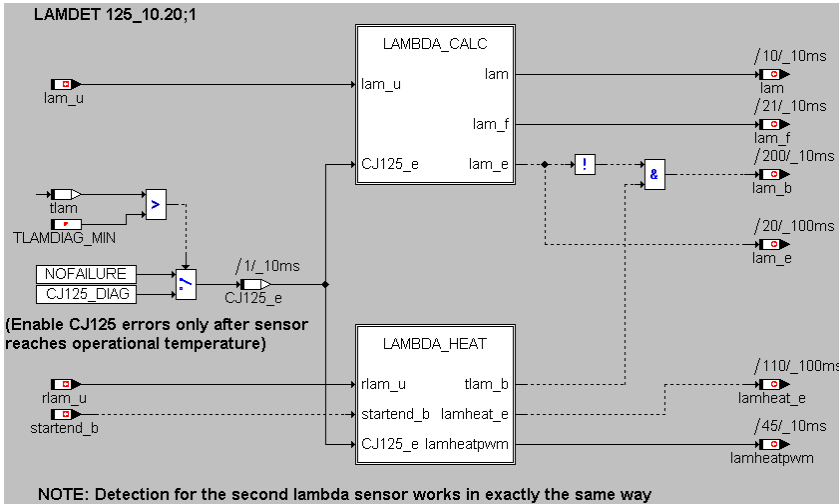 LAMDET 125_10.20;1
LAMBDA_CALC
/10/_10ms
lam_u
lam_u
lam
lam
/21/_10ms
lam_f
lam_f
/200/_10ms
CJ125_e
lam_e
!
&
lam_b
tlam
>
TLAMDIAG_MIN
/20/_100ms
lam_e
NOFAILURE
CJ125_DIAG
/1/_10ms
CJ125_e
(Enable CJ125 errors only after sensor
reaches operational temperature)
LAMBDA_HEAT
/110/_100ms
rlam_u
rlam_u
tlam_b
lamheat_e
startend_b
startend_b
lamheat_e
/45/_10ms
CJ125_e
lamheatpwm
lamheatpwm
NOTE: Detection for the second lambda sensor works in exactly the same way